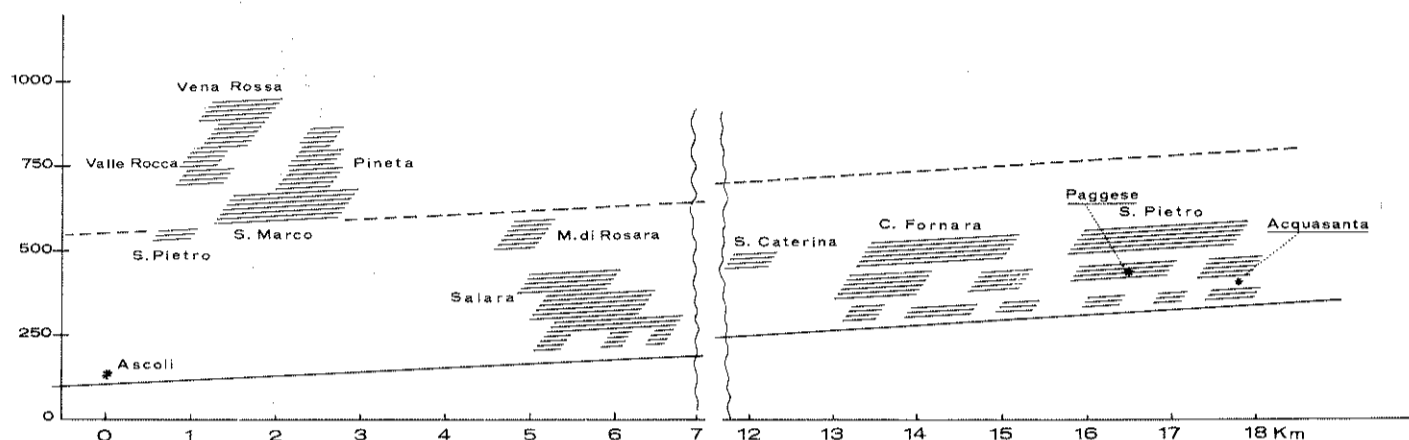 1000
Vena Rossa
Valle Rocca
750
Pineta
Paggese
S. Pietro
C. Fornara
Acquasanta
S. Caterina
M. di Rosara
S. Marco
500
S. Pietro
Salara
250
Ascoli
0
0 1 2 3 4 5 6 7 12 13 14 15 16 17 18 Km